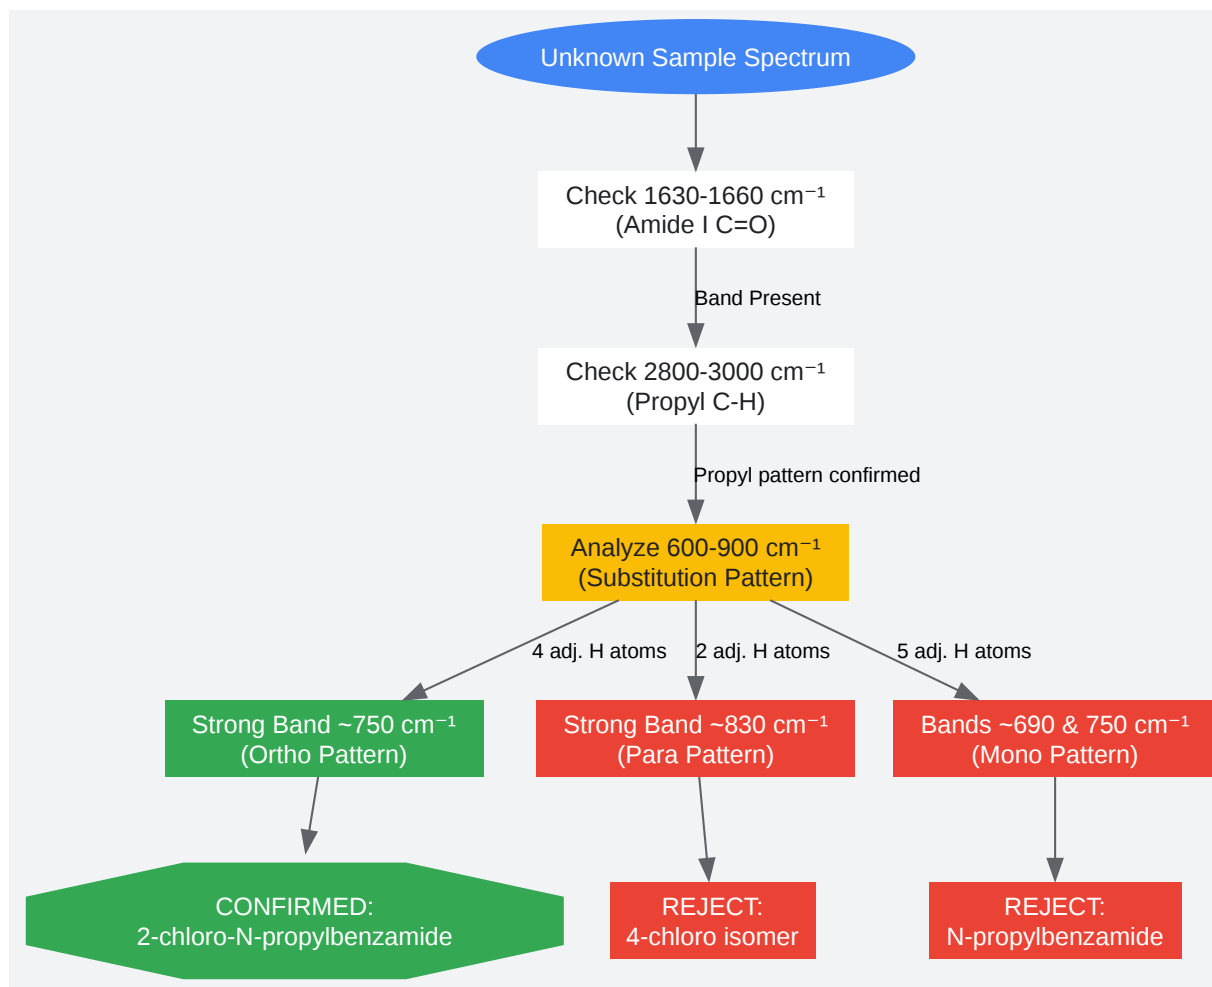 Unknown Sample Spectrum
Check 1630-1660 cm⁻¹
(Amide I C=O)
Band Present
Check 2800-3000 cm⁻¹
(Propyl C-H)
Propyl pattern confirmed
Analyze 600-900 cm⁻¹
(Substitution Pattern)
4 adj. H atoms
2 adj. H atoms
5 adj. H atoms
Strong Band ~750 cm⁻¹
(Ortho Pattern)
Strong Band ~830 cm⁻¹
(Para Pattern)
Bands ~690 & 750 cm⁻¹
(Mono Pattern)
CONFIRMED:
2-chloro-N-propylbenzamide
REJECT:
4-chloro isomer
REJECT:
N-propylbenzamide